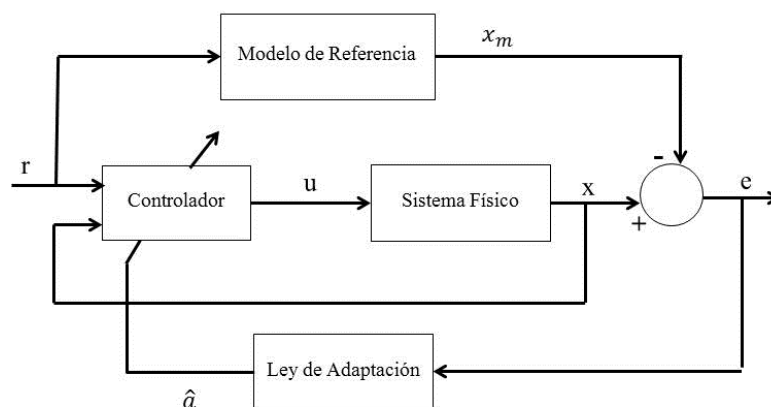 Modelo de Referencia
x_m
r
Controlador
u
Sistema Físico
x
-
+
e
Ley de Adaptación
â